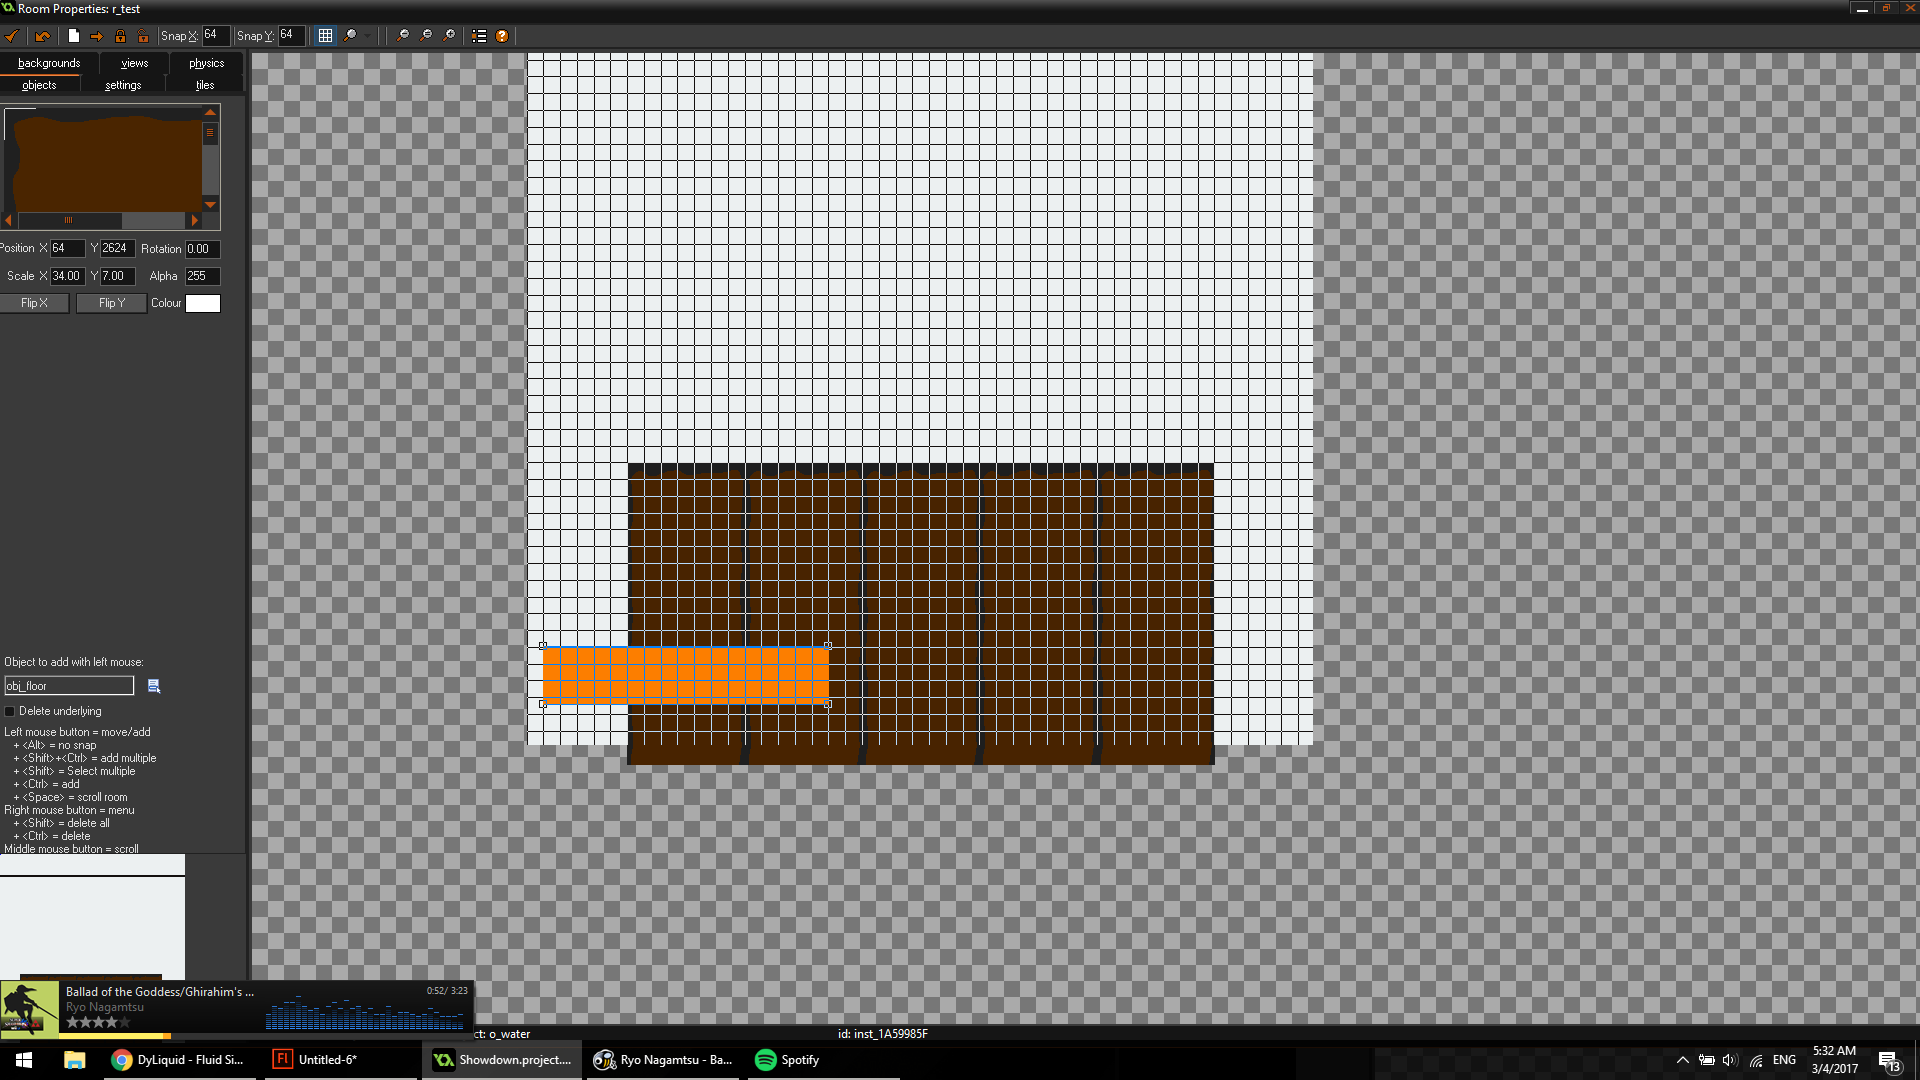 Room Properties: r_test
Snap X: 64 Snap Y: 64
backgrounds views physics
objects settings tiles
Position X 64 Y 2624 Rotation 0.00
Scale X 34.00 Y 7.00 Alpha 255
Flip X Flip Y Colour
Object to add with left mouse:
obj_floor
Delete underlying
Left mouse button = move/add
+ <Alt> = no snap
+ <Shift>+<Ctrl> = add multiple
+ <Shift> = Select multiple
+ <Ctrl> = add
+ <Space> = scroll room
Right mouse button = menu
+ <Shift> = delete all
+ <Ctrl> = delete
Middle mouse button = scroll
Ballad of the Goddess/Ghirahim's ... 0:52/ 3:23
Ryo Nagamtsu
ct: o_water id: inst_1A59985F
DyLiquid - Fluid Si... Fl Untitled-6* Showdown.project.... Ryo Nagamtsu - Ba... Spotify ENG 5:32 AM
3/4/2017 13